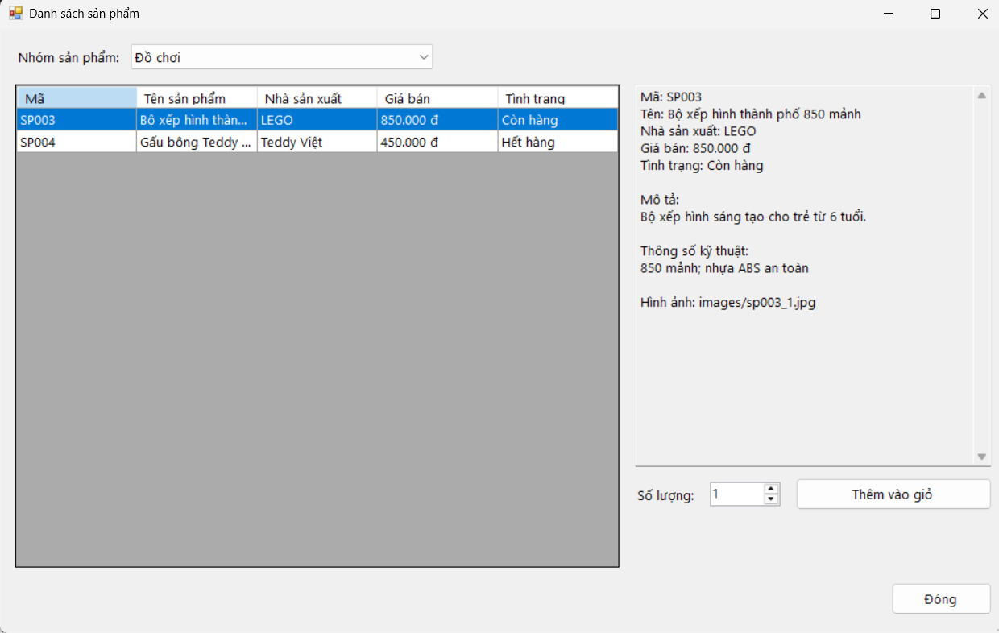 Danh sách sản phẩm
Nhóm sản phẩm: Đồ chơi
Mã Tên sản phẩm Nhà sản xuất Giá bán Tình trạng
SP003 Bộ xếp hình thàn... LEGO 850.000 đ Còn hàng
SP004 Gấu bông Teddy ... Teddy Việt 450.000 đ Hết hàng
Mã: SP003
Tên: Bộ xếp hình thành phố 850 mảnh
Nhà sản xuất: LEGO
Giá bán: 850.000 đ
Tình trạng: Còn hàng
Mô tả:
Bộ xếp hình sáng tạo cho trẻ từ 6 tuổi.
Thông số kỹ thuật:
850 mảnh; nhựa ABS an toàn
Hình ảnh: images/sp003_1.jpg
Số lượng: 1 Thêm vào giỏ
Đóng